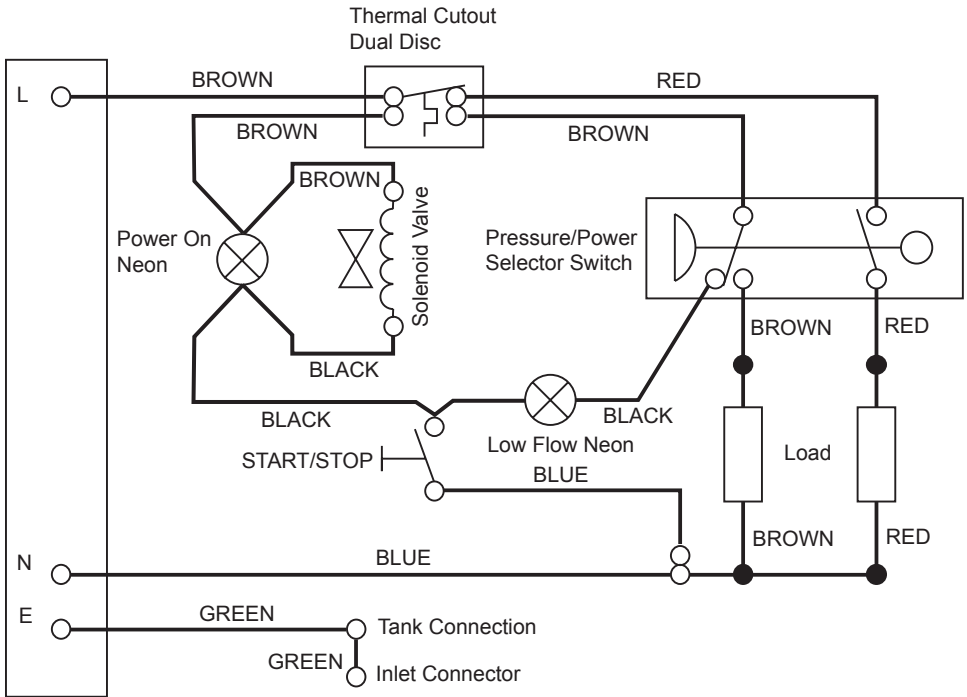 Thermal Cutout
Dual Disc
L
BROWN
RED
BROWN
BROWN
BROWN
Solenoid Valve
Power On
Neon
Pressure/Power
Selector Switch
BROWN
RED
BLACK
BLACK
BLACK
Low Flow Neon
Load
START/STOP
BLUE
BROWN
RED
N
BLUE
E
GREEN
Tank Connection
GREEN
Inlet Connector